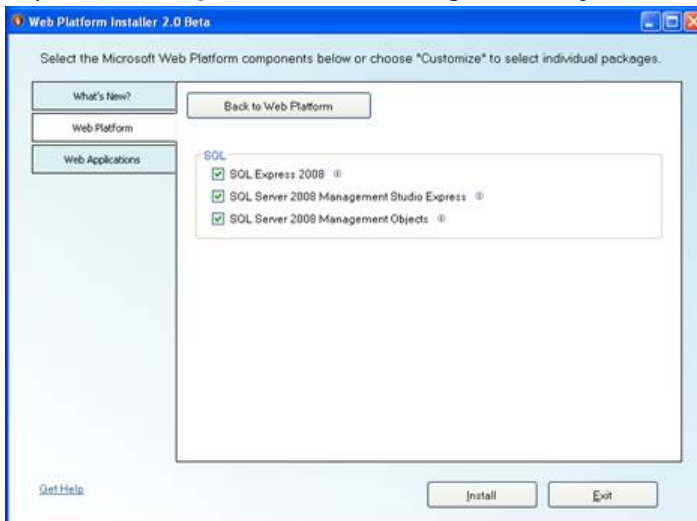 Web Platform Installer 2.0 Beta
Select the Microsoft Web Platform components below or choose "Customize" to select individual packages.
What's New?
Back to Web Platform
Web Platform
Web Applications
SQL
SQL Express 2008
SQL Server 2008 Management Studio Express
SQL Server 2008 Management Objects
Get Help
Install
Exit